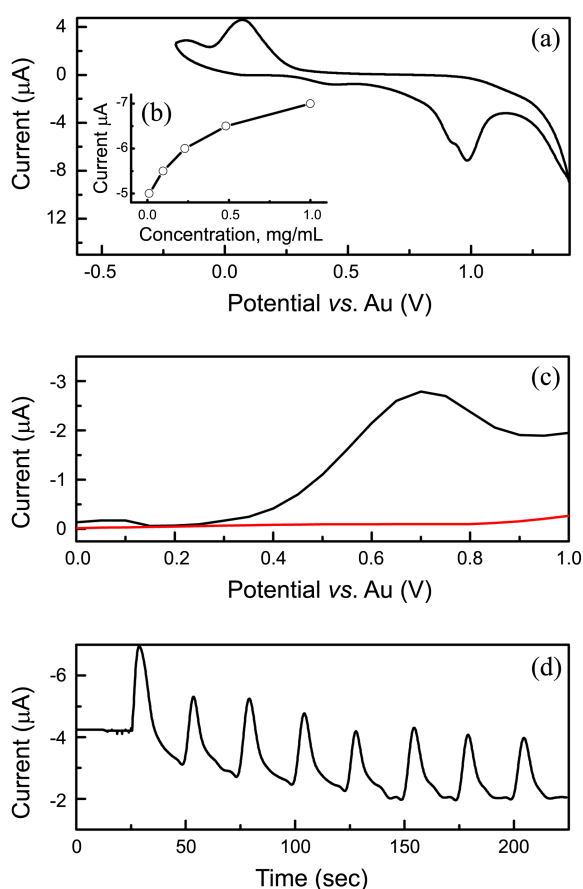 (a)
Current (μA)
4
0
-4
-8
12
-0.5
0.0
0.5
1.0
Potential vs. Au (V)
(b)
Current μA
-7
-6
-5
0.0
0.5
1.0
Concentration, mg/mL
(c)
Current (μA)
-3
-2
-1
0
0.0
0.2
0.4
0.6
0.8
1.0
Potential vs. Au (V)
(d)
Current (μA)
-6
-4
-2
0
50
100
150
200
Time (sec)